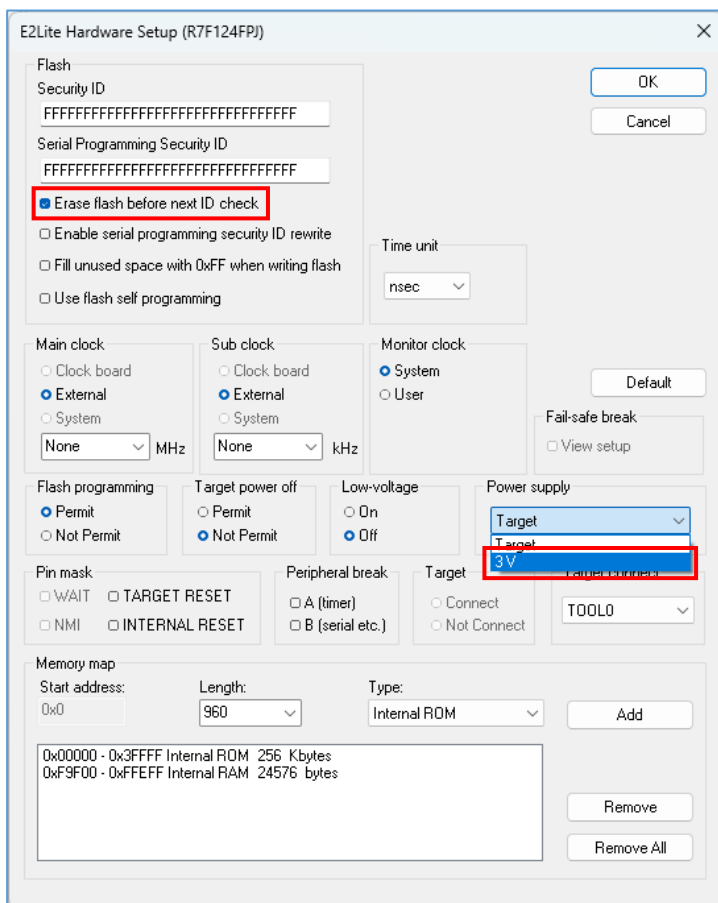 E2Lite Hardware Setup (R7F124FPJ)
Flash
Security ID
FFFFFFFFFFFFFFFFFFFFFFFFFFFFFFFF
Serial Programming Security ID
FFFFFFFFFFFFFFFFFFFFFFFFFFFFFFFF
Erase flash before next ID check
Enable serial programming security ID rewrite
Fill unused space with 0xFF when writing flash
Use flash self programming
Time unit
nsec
OK
Cancel
Main clock
Clock board
External
System
None MHz
Sub clock
Clock board
External
System
None kHz
Monitor clock
System
User
Default
Fail-safe break
View setup
Flash programming
Permit
Not Permit
Target power off
Permit
Not Permit
Low-voltage
On
Off
Power supply
Target
Target
3 V
Pin mask
WAIT TARGET RESET
NMI INTERNAL RESET
Peripheral break
A (timer)
B (serial etc.)
Target
Connect
Not Connect
Target connect
TOOL0
Memory map
Start address: Length: Type:
0x0 960 Internal ROM Add
0x00000 - 0x3FFFF Internal ROM 256 Kbytes
0xF9F00 - 0xFFEFF Internal RAM 24576 bytes
Remove
Remove All